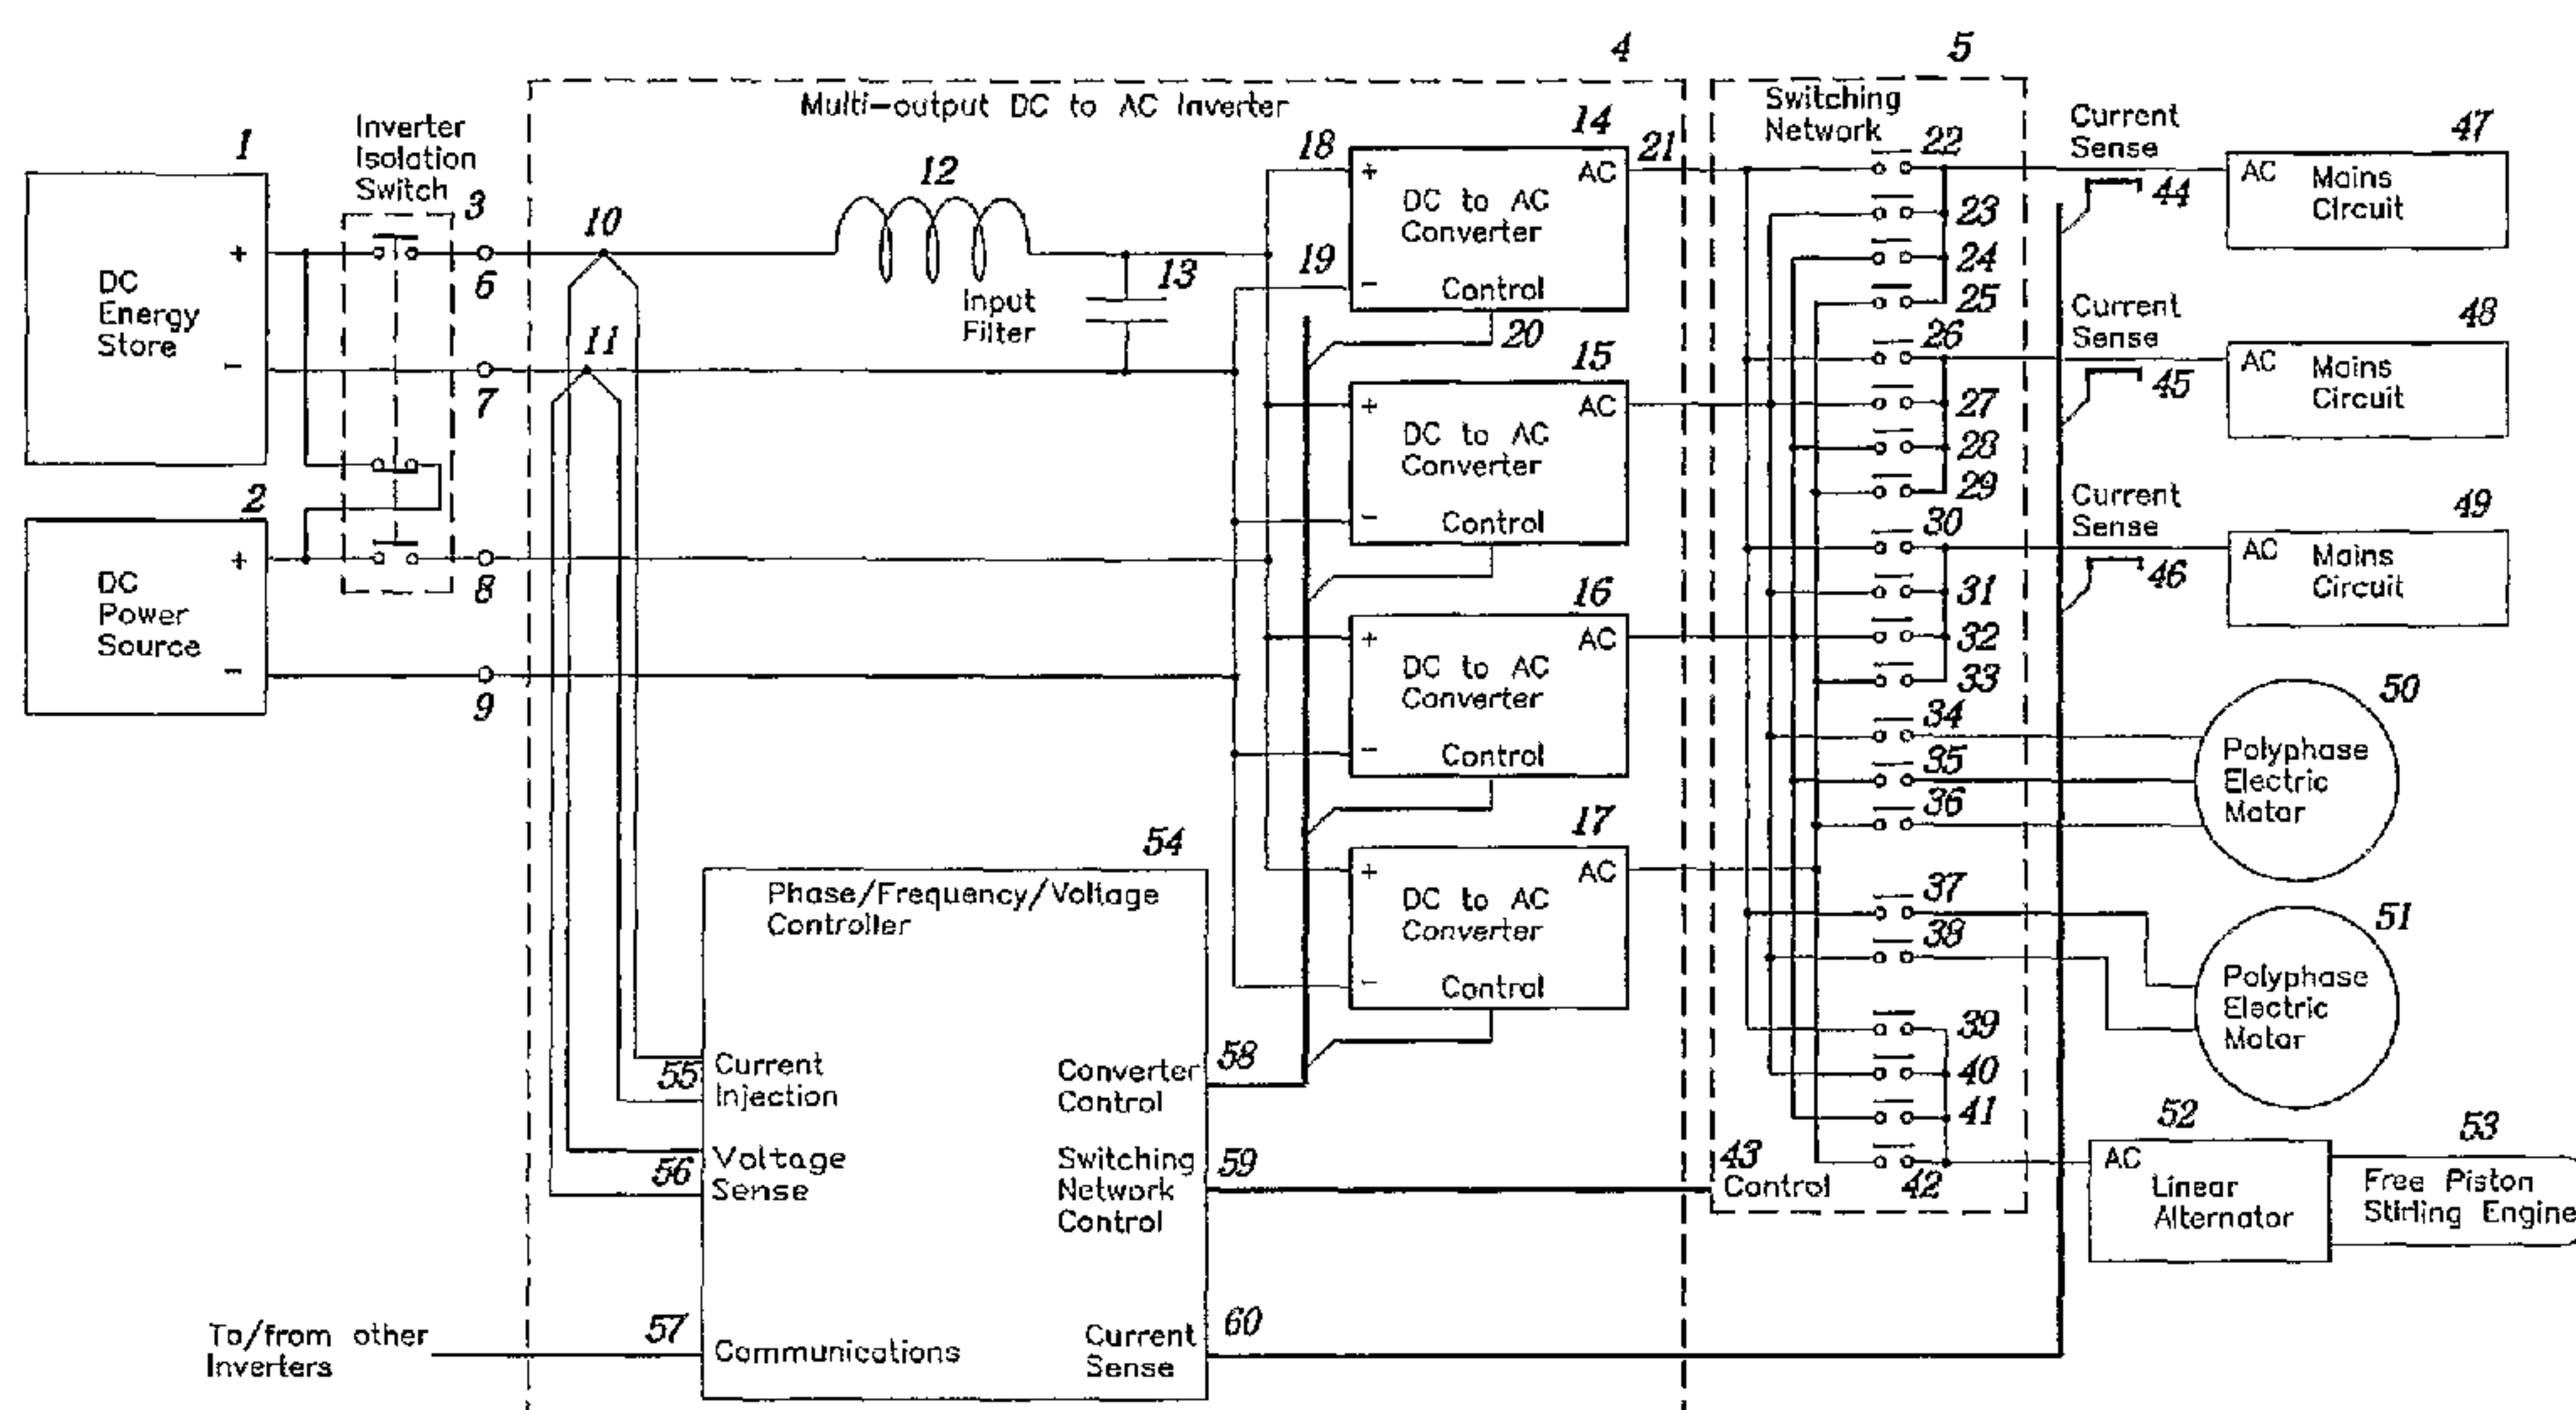 4
5
Multi-output DC to AC Inverter
Switching
Network
Inverter
Isolation
Switch
1
3
10
12
18
14
21
22
Current
Sense
47
+
AC
DC to AC
Converter
Control
19
-
20
23
24
25
44
AC Mains
Circuit
DC
Energy
Store
+
-
6
7
11
Input
Filter
13
26
Current
Sense
48
15
+
AC
DC to AC
Converter
-
Control
27
28
29
45
AC Mains
Circuit
2
DC
Power
Source
+
-
8
9
30
Current
Sense
49
16
+
AC
DC to AC
Converter
-
Control
31
32
33
46
AC Mains
Circuit
34
35
36
50
Polyphase
Electric
Motor
17
+
AC
DC to AC
Converter
-
Control
37
38
51
Polyphase
Electric
Motor
54
Phase/Frequency/Voltage
Controller
55
Current
Injection
Converter
Control
58
39
40
41
42
52
53
56
Voltage
Sense
Switching
Network
Control
59
43
Control
AC
Linear
Alternator
Free Piston
Stirling Engine
To/from other
Inverters
57
Communications
Current
Sense
60